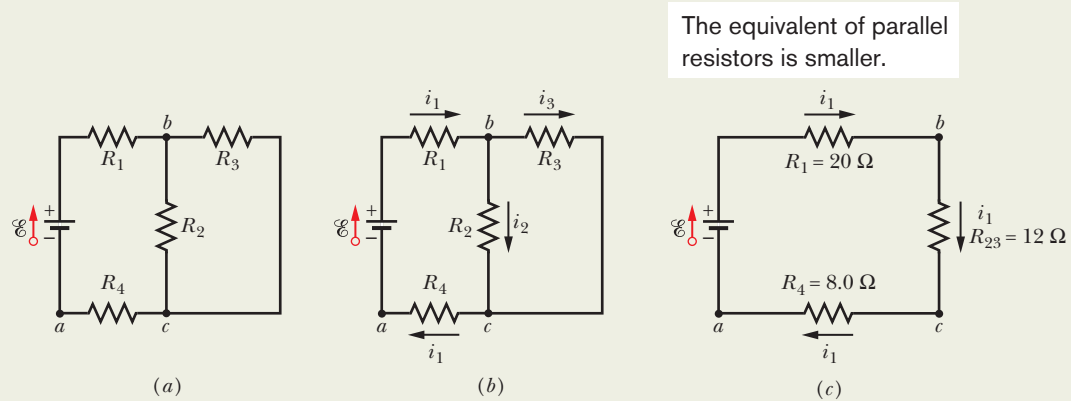 The equivalent of parallel
resistors is smaller.
b
R1
R3
+
ℰ
−
R2
R4
a
c
(a)
i1
i3
b
R1
R3
+
ℰ
−
R2
i2
R4
a
c
i1
(b)
i1
b
R1 = 20 Ω
+
ℰ
−
i1
R23 = 12 Ω
R4 = 8.0 Ω
a
c
i1
(c)